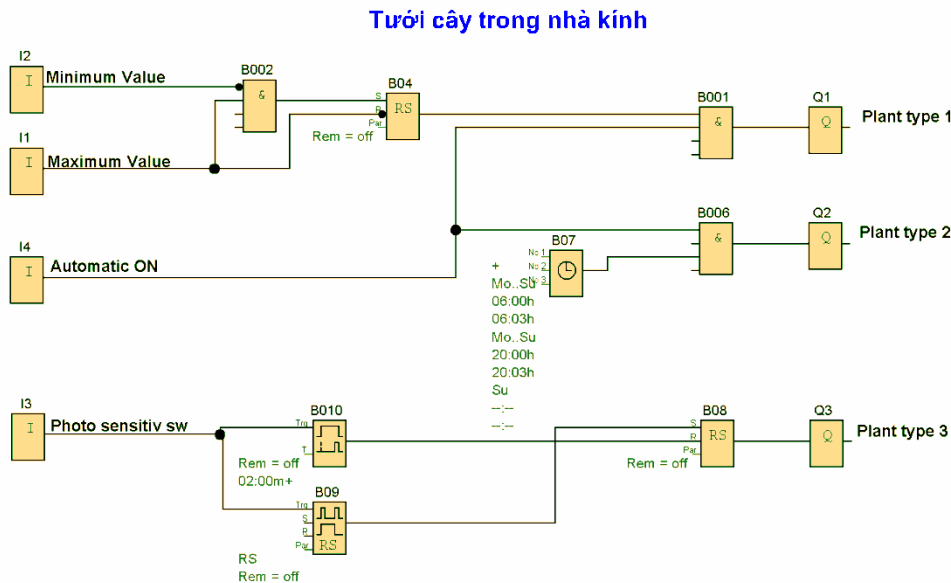 Tưới cây trong nhà kính
I2
I
Minimum Value
B002
&
B04
S
R
Par
RS
Rem = off
B001
&
Q1
Q
Plant type 1
I1
I
Maximum Value
I4
I
Automatic ON
B006
&
Q2
Q
Plant type 2
B07
No 1
No 2
No 3
+
Mo..Su
06:00h
06:03h
Mo..Su
20:00h
20:03h
Su
--:--
--:--
I3
I
Photo sensitiv sw
B010
Trg
T
Rem = off
02:00m+
B09
Trg
S
R
Par
RS
RS
Rem = off
B08
S
R
Par
RS
Rem = off
Q3
Q
Plant type 3